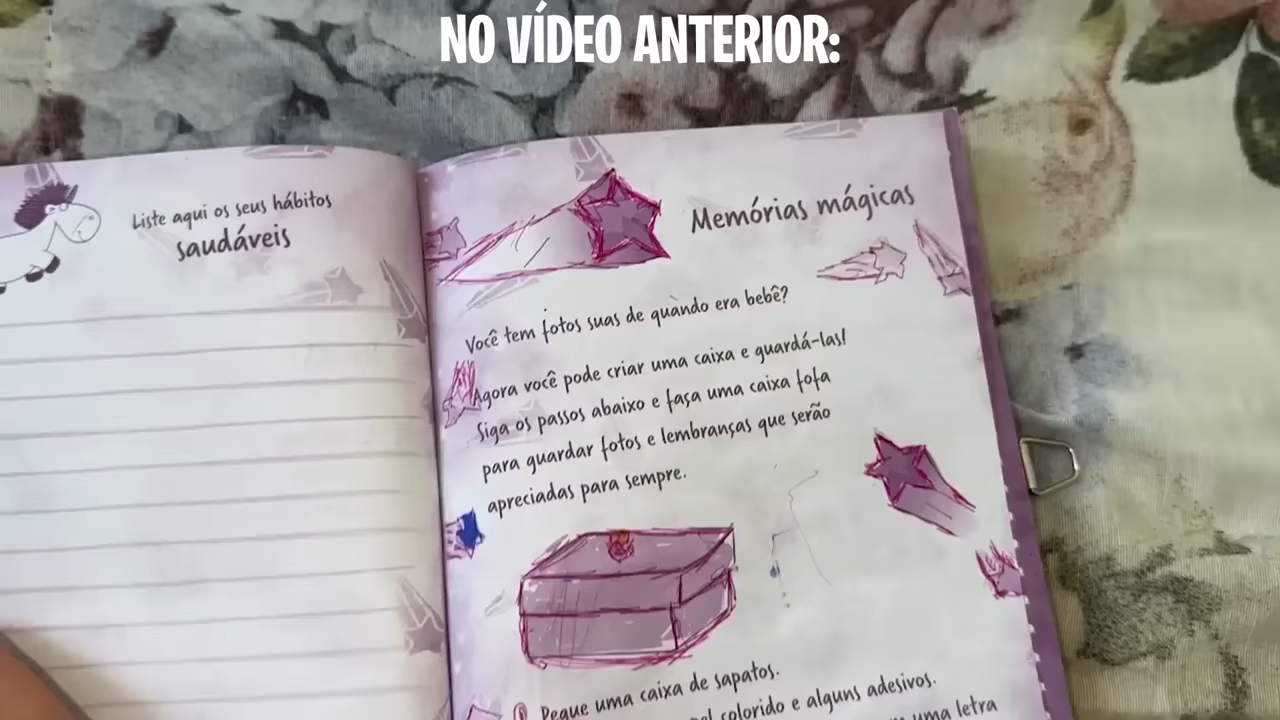 NO VÍDEO ANTERIOR:
Liste aqui os seus hábitos
saudáveis
Memórias mágicas
Você tem fotos suas de quando era bebê?
Agora você pode criar uma caixa e guardá-las!
Siga os passos abaixo e faça uma caixa fofa
para guardar fotos e lembranças que serão
apreciadas para sempre.
Pegue uma caixa de sapatos.
colorido e alguns adesivos.
uma letra